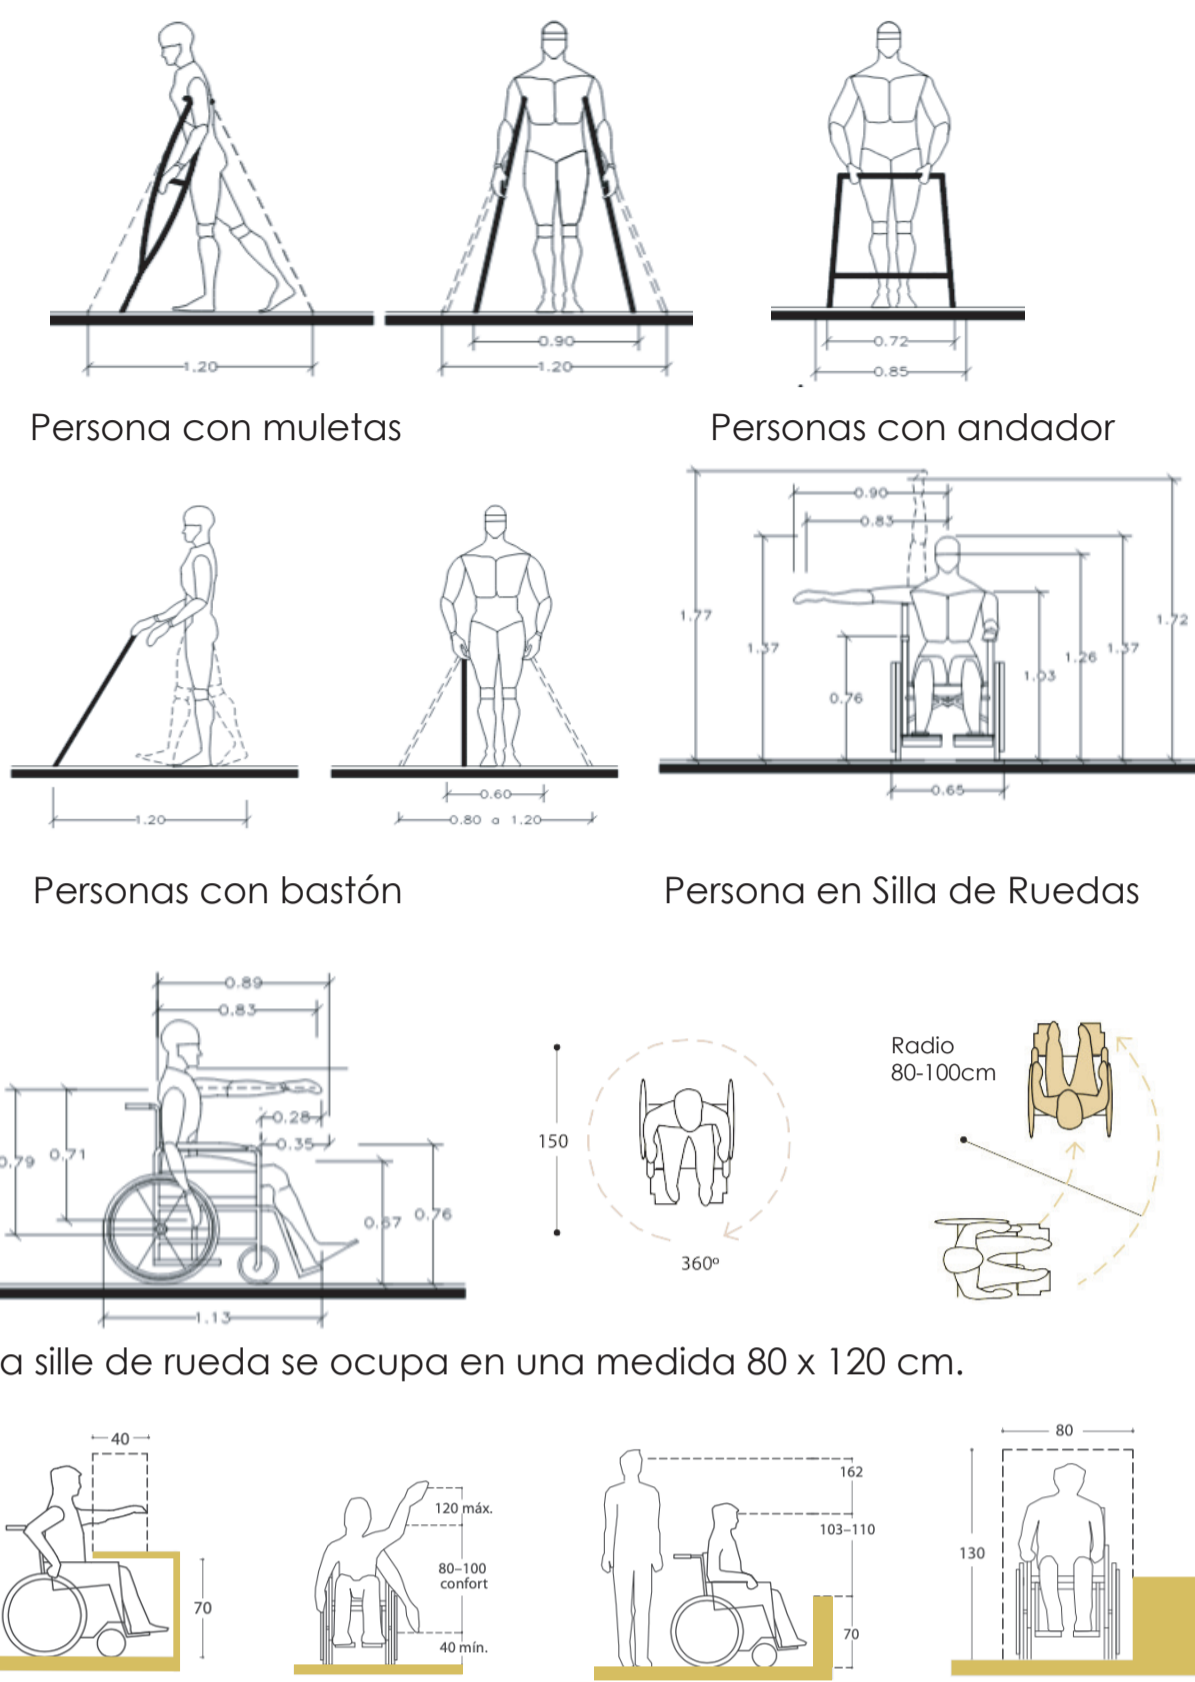 0.90
1.20
1.20
0.72
0.85
Persona con muletas
Personas con andador
0.90
0.83
1.77
1.37
0.76
1.03
1.26
1.37
1.72
0.65
1.20
0.60
0.80 a 1.20
Personas con bastón
Persona en Silla de Ruedas
0.89
0.83
0.28
0.35
0.79
0.71
0.76
1.13
150
360º
Radio
80-100cm
a sille de rueda se ocupa en una medida 80 x 120 cm.
40
70
120 máx.
80–100
confort
40 mín.
162
103–110
70
80
130